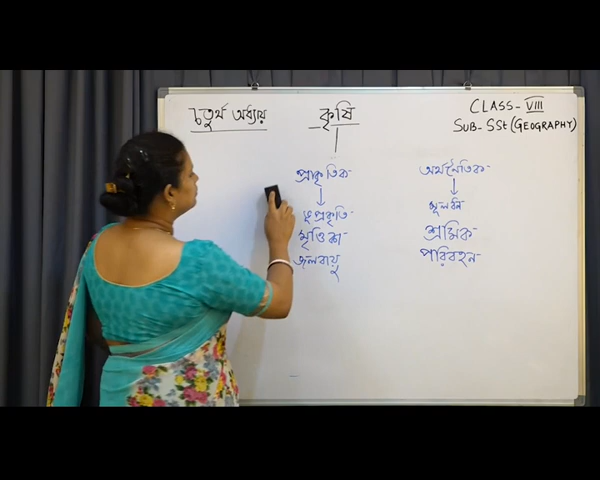 চতুর্থ অধ্যায়
কৃষি
CLASS- VIII
SUB- SSt (GEOGRAPHY)
প্রাকৃতিক
ভূপ্রকৃতি
মৃত্তিকা
জলবায়ু
অর্থনৈতিক
মূলধন
শ্রমিক
পরিবহন